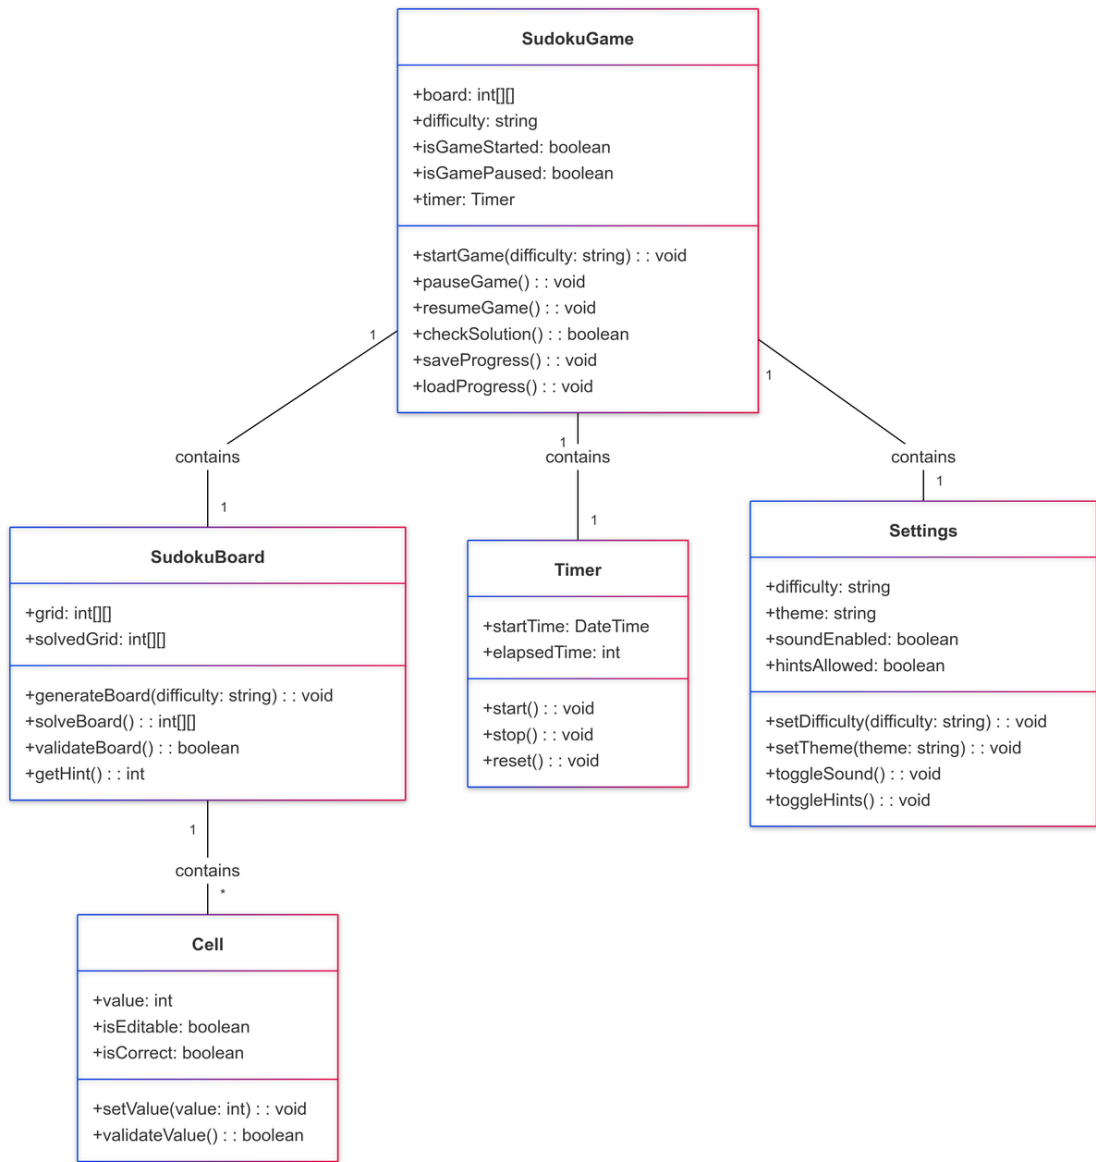 SudokuGame
+board: int[][]
+difficulty: string
+isGameStarted: boolean
+isGamePaused: boolean
+timer: Timer
+startGame(difficulty: string) : : void
+pauseGame() : : void
+resumeGame() : : void
+checkSolution() : : boolean
+saveProgress() : : void
+loadProgress() : : void
1
1
1
contains
contains
contains
1
1
1
SudokuBoard
+grid: int[][]
+solvedGrid: int[][]
+generateBoard(difficulty: string) : : void
+solveBoard() : : int[][]
+validateBoard() : : boolean
+getHint() : : int
Timer
+startTime: DateTime
+elapsedTime: int
+start() : : void
+stop() : : void
+reset() : : void
Settings
+difficulty: string
+theme: string
+soundEnabled: boolean
+hintsAllowed: boolean
+setDifficulty(difficulty: string) : : void
+setTheme(theme: string) : : void
+toggleSound() : : void
+toggleHints() : : void
1
contains
*
Cell
+value: int
+isEditable: boolean
+isCorrect: boolean
+setValue(value: int) : : void
+validateValue() : : boolean